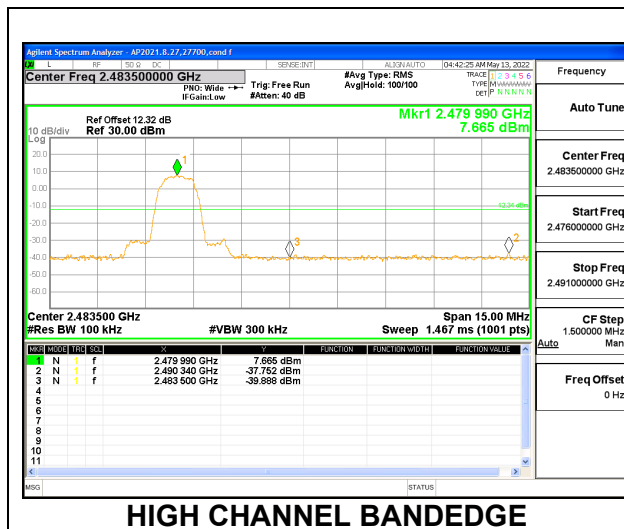 Agilent Spectrum Analyzer - AP2021.8.27,27700,cond f
L RF 50 Ω DC SENSE:INT ALIGN AUTO 04:42:25 AM May 13, 2022
Center Freq 2.483500000 GHz
PNO: Wide
IFGain:Low
Trig: Free Run
#Atten: 40 dB
#Avg Type: RMS
Avg|Hold: 100/100
TRACE 1 2 3 4 5 6
TYPE M
DET P N N N N N
Frequency
Auto Tune
Center Freq
2.483500000 GHz
Start Freq
2.476000000 GHz
Stop Freq
2.491000000 GHz
CF Step
1.500000 MHz
Auto Man
Freq Offset
0 Hz
Mkr1 2.479 990 GHz
7.665 dBm
Ref Offset 12.32 dB
10 dB/div Ref 30.00 dBm
Log
20.0
10.0
0.00
-10.0
-20.0
-30.0
-40.0
-50.0
-60.0
1
2
3
Center 2.483500 GHz Span 15.00 MHz
#Res BW 100 kHz #VBW 300 kHz Sweep 1.467 ms (1001 pts)
MKR MODE TRC SCL X Y FUNCTION FUNCTION WIDTH FUNCTION VALUE
1 N 1 f 2.479 990 GHz 7.665 dBm
2 N 1 f 2.490 340 GHz -37.752 dBm
3 N 1 f 2.483 500 GHz -39.888 dBm
4
5
6
7
8
9
10
11
MSG STATUS
HIGH CHANNEL BANDEDGE